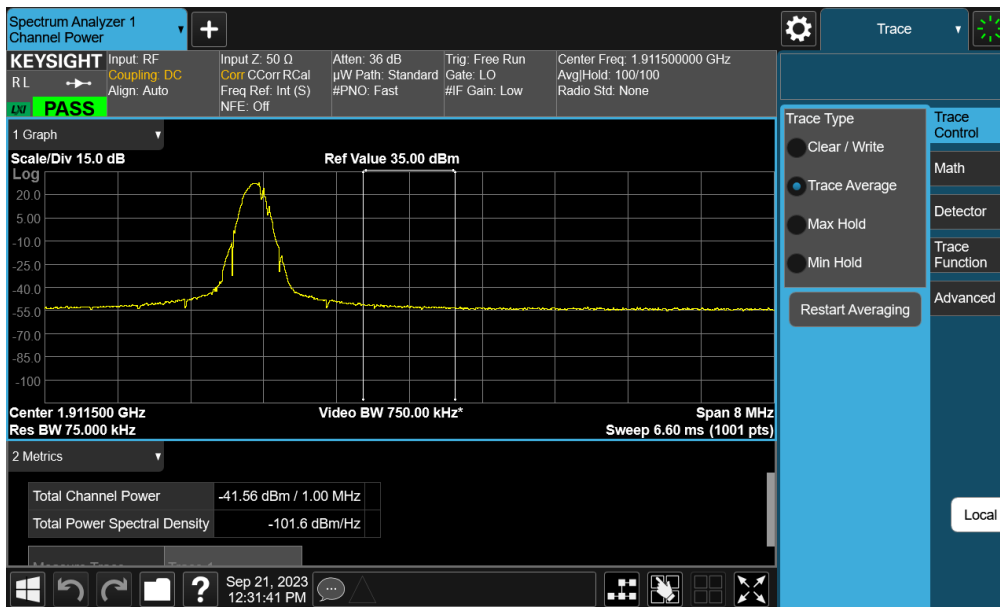 Spectrum Analyzer 1
Channel Power
Trace
KEYSIGHT
R L
LXI PASS
Input: RF
Coupling: DC
Align: Auto
Input Z: 50 Ω
Corr CCorr RCal
Freq Ref: Int (S)
NFE: Off
Atten: 36 dB
µW Path: Standard
#PNO: Fast
Trig: Free Run
Gate: LO
#IF Gain: Low
Center Freq: 1.911500000 GHz
Avg|Hold: 100/100
Radio Std: None
1 Graph
Scale/Div 15.0 dB
Ref Value 35.00 dBm
Log
20.0
5.00
-10.0
-25.0
-40.0
-55.0
-70.0
-85.0
-100
Center 1.911500 GHz
Video BW 750.00 kHz*
Span 8 MHz
Res BW 75.000 kHz
Sweep 6.60 ms (1001 pts)
2 Metrics
Total Channel Power -41.56 dBm / 1.00 MHz
Total Power Spectral Density -101.6 dBm/Hz
Measure Trace Trace 1
Sep 21, 2023
12:31:41 PM
Trace Type
Clear / Write
Trace Average
Max Hold
Min Hold
Restart Averaging
Trace
Control
Math
Detector
Trace
Function
Advanced
Local